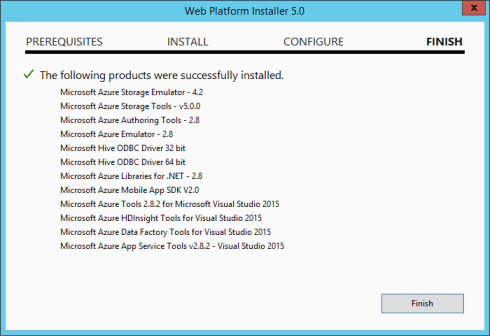 Web Platform Installer 5.0
x
PREREQUISITES INSTALL CONFIGURE FINISH
The following products were successfully installed.
Microsoft Azure Storage Emulator - 4.2
Microsoft Azure Storage Tools - v5.0.0
Microsoft Azure Authoring Tools - 2.8
Microsoft Azure Emulator - 2.8
Microsoft Hive ODBC Driver 32 bit
Microsoft Hive ODBC Driver 64 bit
Microsoft Azure Libraries for .NET - 2.8
Microsoft Azure Mobile App SDK V2.0
Microsoft Azure Tools 2.8.2 for Microsoft Visual Studio 2015
Microsoft Azure HDInsight Tools for Visual Studio 2015
Microsoft Azure Data Factory Tools for Visual Studio 2015
Microsoft Azure App Service Tools v2.8.2 - Visual Studio 2015
Finish